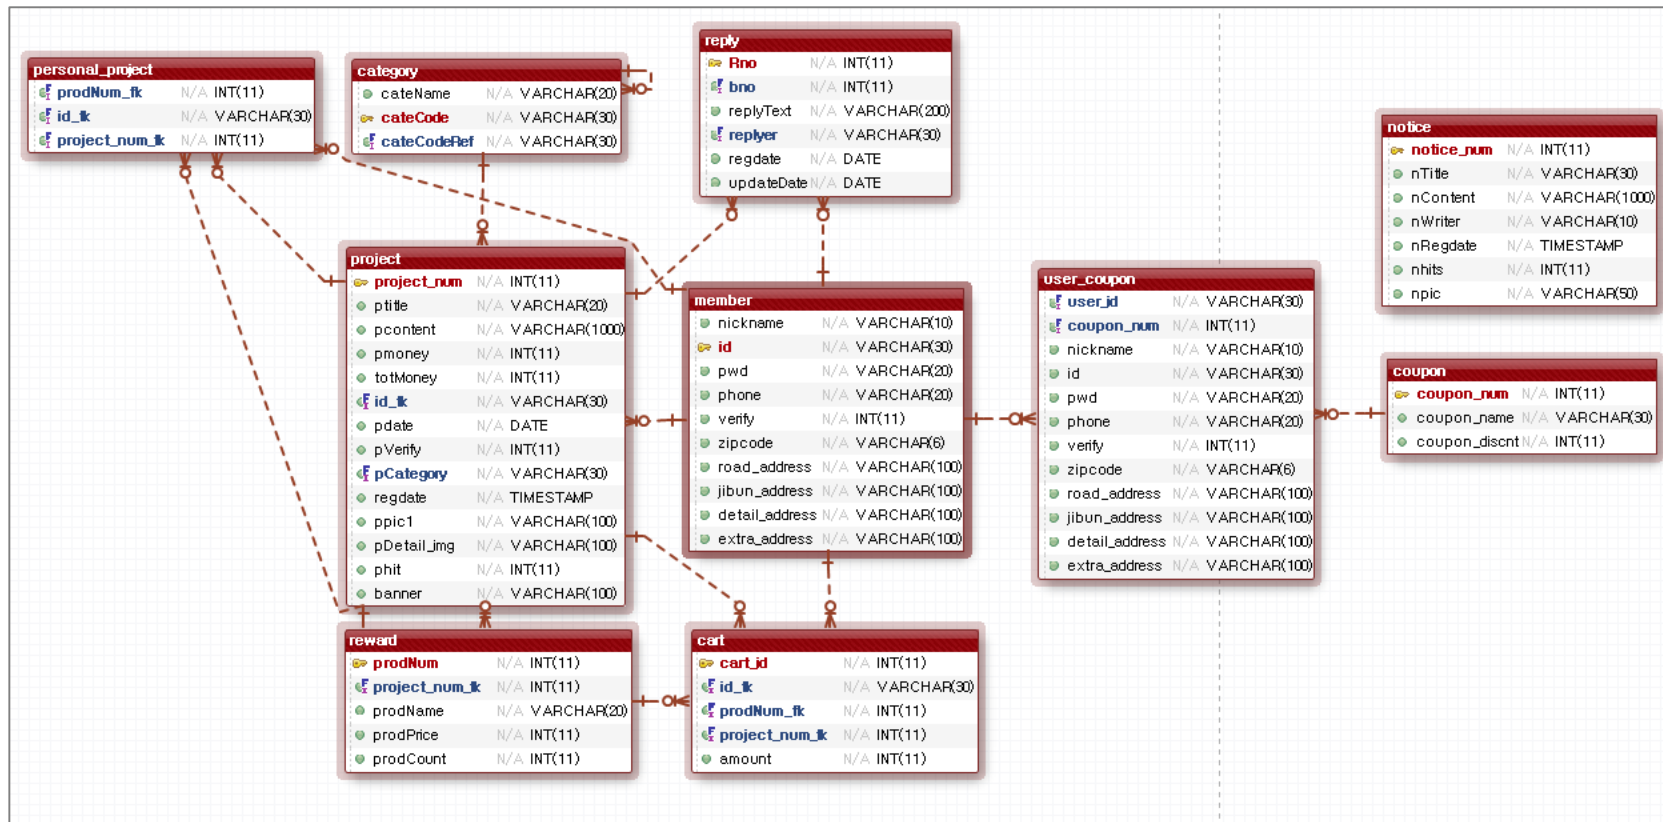 personal_project
prodNum_fk N/A INT(11)
id_fk N/A VARCHAR(30)
project_num_fk N/A INT(11)
category
cateName N/A VARCHAR(20)
cateCode N/A VARCHAR(30)
cateCodeRef N/A VARCHAR(30)
reply
Rno N/A INT(11)
bno N/A INT(11)
replyText N/A VARCHAR(200)
replyer N/A VARCHAR(30)
regdate N/A DATE
updateDate N/A DATE
notice
notice_num N/A INT(11)
nTitle N/A VARCHAR(30)
nContent N/A VARCHAR(1000)
nWriter N/A VARCHAR(10)
nRegdate N/A TIMESTAMP
nhits N/A INT(11)
npic N/A VARCHAR(50)
project
project_num N/A INT(11)
ptitle N/A VARCHAR(20)
pcontent N/A VARCHAR(1000)
pmoney N/A INT(11)
totMoney N/A INT(11)
id_fk N/A VARCHAR(30)
pdate N/A DATE
pVerify N/A INT(11)
pCategory N/A VARCHAR(30)
regdate N/A TIMESTAMP
ppic1 N/A VARCHAR(100)
pDetail_img N/A VARCHAR(100)
phit N/A INT(11)
banner N/A VARCHAR(100)
member
nickname N/A VARCHAR(10)
id N/A VARCHAR(30)
pwd N/A VARCHAR(20)
phone N/A VARCHAR(20)
verify N/A INT(11)
zipcode N/A VARCHAR(6)
road_address N/A VARCHAR(100)
jibun_address N/A VARCHAR(100)
detail_address N/A VARCHAR(100)
extra_address N/A VARCHAR(100)
user_coupon
user_id N/A VARCHAR(30)
coupon_num N/A INT(11)
nickname N/A VARCHAR(10)
id N/A VARCHAR(30)
pwd N/A VARCHAR(20)
phone N/A VARCHAR(20)
verify N/A INT(11)
zipcode N/A VARCHAR(6)
road_address N/A VARCHAR(100)
jibun_address N/A VARCHAR(100)
detail_address N/A VARCHAR(100)
extra_address N/A VARCHAR(100)
coupon
coupon_num N/A INT(11)
coupon_name N/A VARCHAR(30)
coupon_discnt N/A INT(11)
reward
prodNum N/A INT(11)
project_num_fk N/A INT(11)
prodName N/A VARCHAR(20)
prodPrice N/A INT(11)
prodCount N/A INT(11)
cart
cart_id N/A INT(11)
id_fk N/A VARCHAR(30)
prodNum_fk N/A INT(11)
project_num_fk N/A INT(11)
amount N/A INT(11)